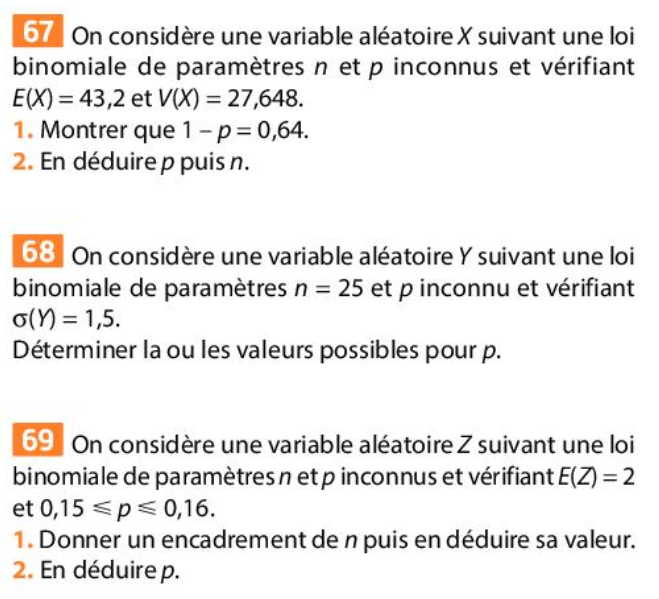 67 On considère une variable aléatoire X suivant une loi
binomiale de paramètres n et p inconnus et vérifiant
E(X) = 43,2 et V(X) = 27,648.
1. Montrer que 1 – p = 0,64.
2. En déduire p puis n.
68 On considère une variable aléatoire Y suivant une loi
binomiale de paramètres n = 25 et p inconnu et vérifiant
σ(Y) = 1,5.
Déterminer la ou les valeurs possibles pour p.
69 On considère une variable aléatoire Z suivant une loi
binomiale de paramètres n et p inconnus et vérifiant E(Z) = 2
et 0,15 ⩽ p ⩽ 0,16.
1. Donner un encadrement de n puis en déduire sa valeur.
2. En déduire p.